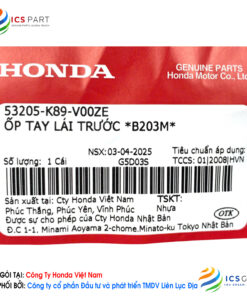 ICS PART
GENUINE PARTS
HONDA
Honda Motor Co., Ltd.
53205-K89-V00ZE
ỐP TAY LÁI TRƯỚC *B203M*
NSX: 03-04-2025
Tiêu chuẩn áp dụng:
Số lượng: 1 Cái
G5D03S
TCCS: 01|2008|HVN
Sản xuất tại: Cty Honda Việt Nam
TSKT:
Phúc Thắng, Phúc Yên, Vĩnh Phúc
Nhựa
Được sự cho phép của Cty Honda Nhật Bản
OTK
Đ.C 1-1, Minami Aoyama 2-chome.Minato-ku Tokyo Nhật Bản
GÓI TẠI: Công Ty Honda Việt Nam
PHỐI BỞI: Công ty cổ phần Đầu tư và phát triển TMDV Liên Lục Địa
ICS PART